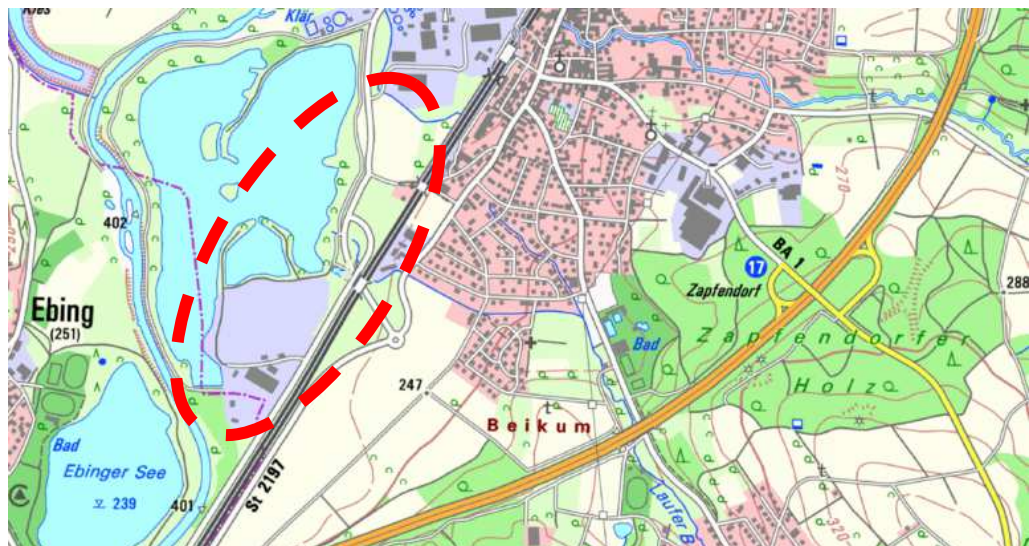 Klär
402
270
BA 1
17
Zapfendorf
288
Ebing
(251)
Zapfendorfer
Holz
Bad
247
Beikum
Bad
Ebinger See
239
401
St 2197
Laufer B
320